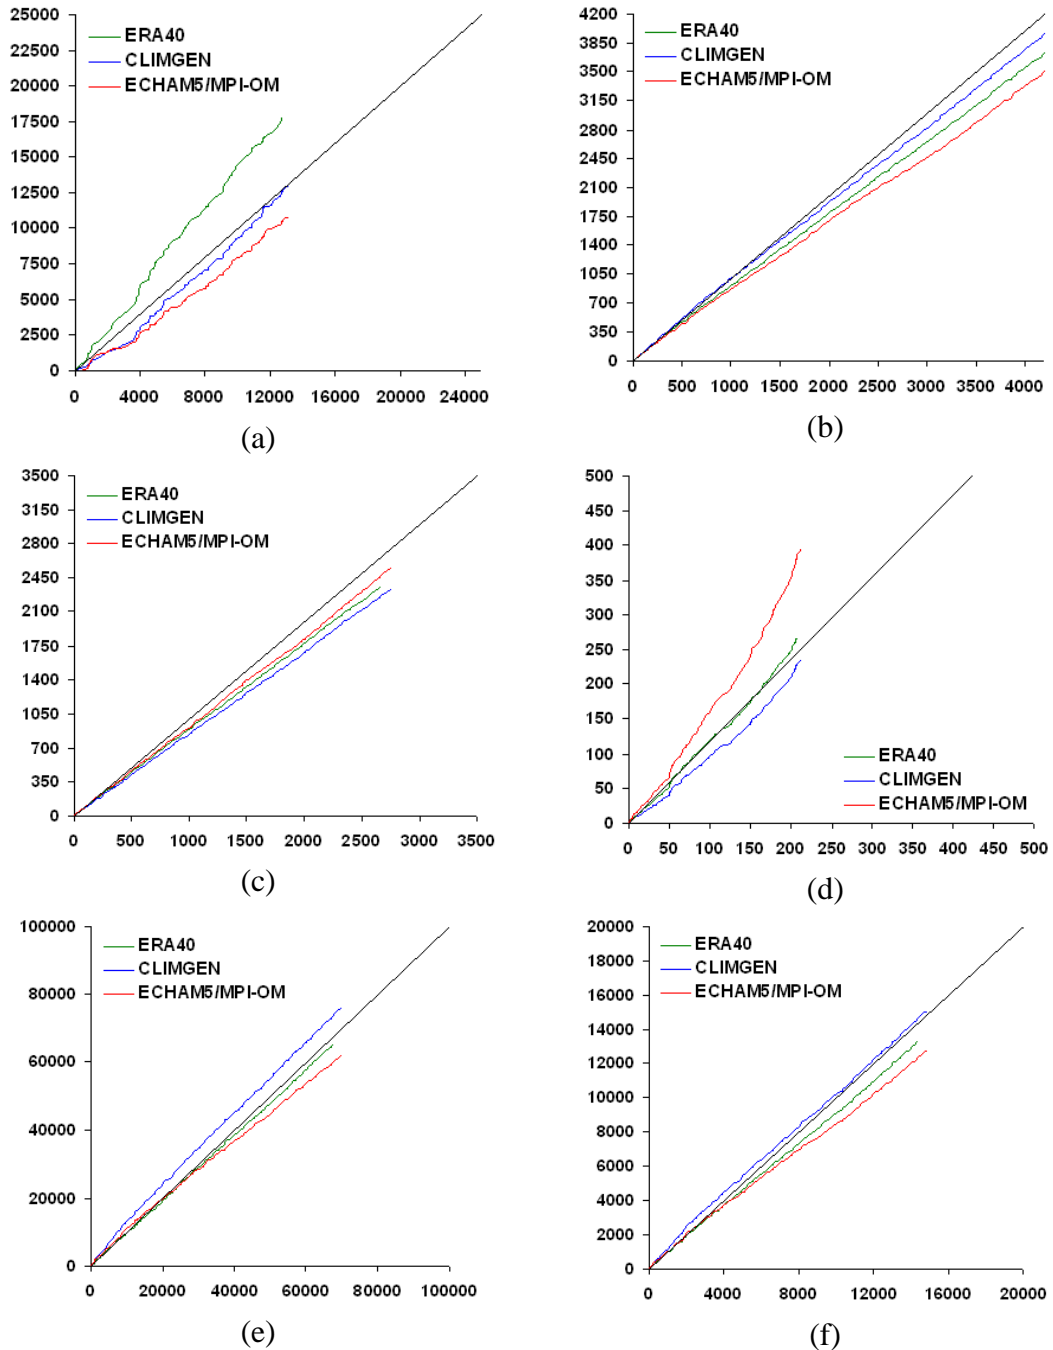 25000
22500
20000
17500
15000
12500
10000
7500
5000
2500
0
ERA40
CLIMGEN
ECHAM5/MPI-OM
0 4000 8000 12000 16000 20000 24000
(a)
4200
3850
3500
3150
2800
2450
2100
1750
1400
1050
700
350
0
ERA40
CLIMGEN
ECHAM5/MPI-OM
0 500 1000 1500 2000 2500 3000 3500 4000
(b)
3500
3150
2800
2450
2100
1750
1400
1050
700
350
0
ERA40
CLIMGEN
ECHAM5/MPI-OM
0 500 1000 1500 2000 2500 3000 3500
(c)
500
450
400
350
300
250
200
150
100
50
0
ERA40
CLIMGEN
ECHAM5/MPI-OM
0 50 100 150 200 250 300 350 400 450 500
(d)
100000
80000
60000
40000
20000
0
ERA40
CLIMGEN
ECHAM5/MPI-OM
0 20000 40000 60000 80000 100000
(e)
20000
18000
16000
14000
12000
10000
8000
6000
4000
2000
0
ERA40
CLIMGEN
ECHAM5/MPI-OM
0 4000 8000 12000 16000 20000
(f)